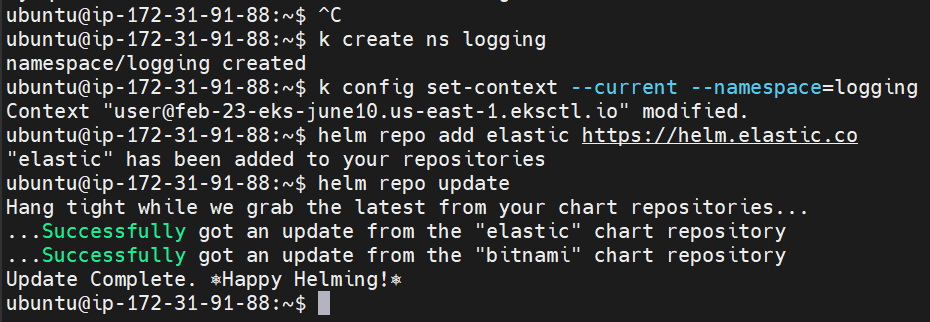 ubuntu@ip-172-31-91-88:~$ ^C
ubuntu@ip-172-31-91-88:~$ k create ns logging
namespace/logging created
ubuntu@ip-172-31-91-88:~$ k config set-context --current --namespace=logging
Context "user@feb-23-eks-june10.us-east-1.eksctl.io" modified.
ubuntu@ip-172-31-91-88:~$ helm repo add elastic https://helm.elastic.co
"elastic" has been added to your repositories
ubuntu@ip-172-31-91-88:~$ helm repo update
Hang tight while we grab the latest from your chart repositories...
...Successfully got an update from the "elastic" chart repository
...Successfully got an update from the "bitnami" chart repository
Update Complete. ⎈Happy Helming!⎈
ubuntu@ip-172-31-91-88:~$